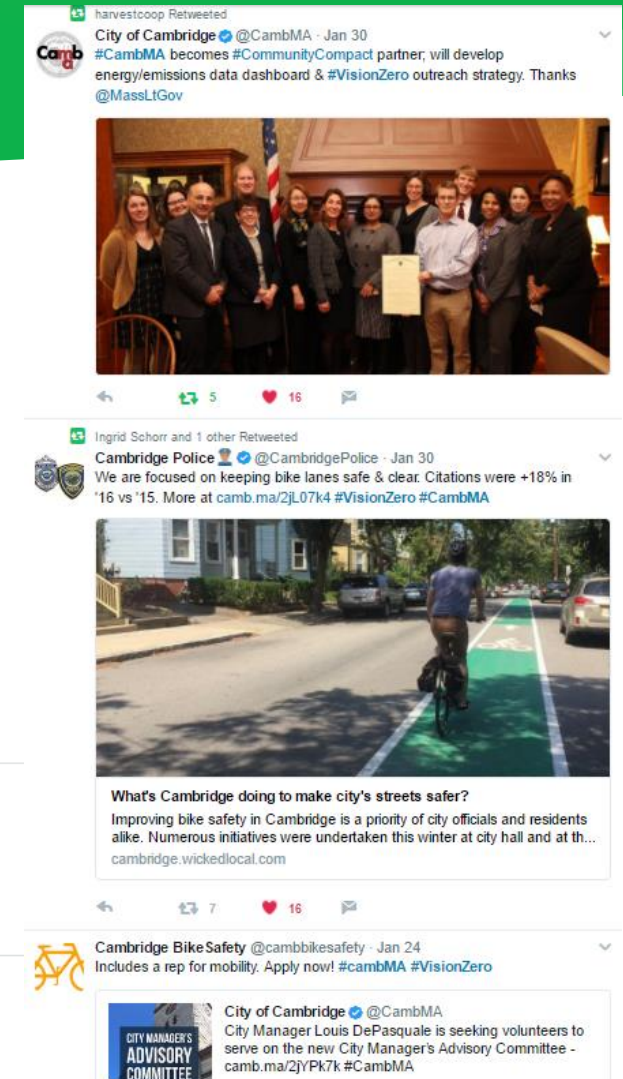 harvestcoop Retweeted
City of Cambridge @CambMA · Jan 30
Camb
#CambMA becomes #CommunityCompact partner; will develop
energy/emissions data dashboard & #VisionZero outreach strategy. Thanks
@MassLtGov
5 16
Ingrid Schorr and 1 other Retweeted
Cambridge Police @CambridgePolice · Jan 30
We are focused on keeping bike lanes safe & clear. Citations were +18% in
'16 vs '15. More at camb.ma/2jL07k4 #VisionZero #CambMA
What's Cambridge doing to make city's streets safer?
Improving bike safety in Cambridge is a priority of city officials and residents
alike. Numerous initiatives were undertaken this winter at city hall and at th...
cambridge.wickedlocal.com
7 16
Cambridge Bike Safety @cambbikesafety · Jan 24
Includes a rep for mobility. Apply now! #cambMA #VisionZero
City of Cambridge @CambMA
City Manager Louis DePasquale is seeking volunteers to
serve on the new City Manager's Advisory Committee -
camb.ma/2jYPk7k #CambMA
CITY MANAGER'S
ADVISORY
COMMITTEE